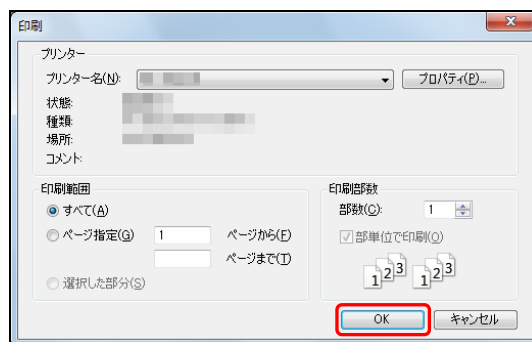 印刷
プリンター
プリンター名(N):
プロパティ(P)...
状態:
種類:
場所:
コメント:
印刷範囲
すべて(A)
ページ指定(G) 1 ページから(F)
ページまで(T)
選択した部分(S)
印刷部数
部数(C): 1
部単位で印刷(O)
1 2 3 1 2 3
OK キャンセル